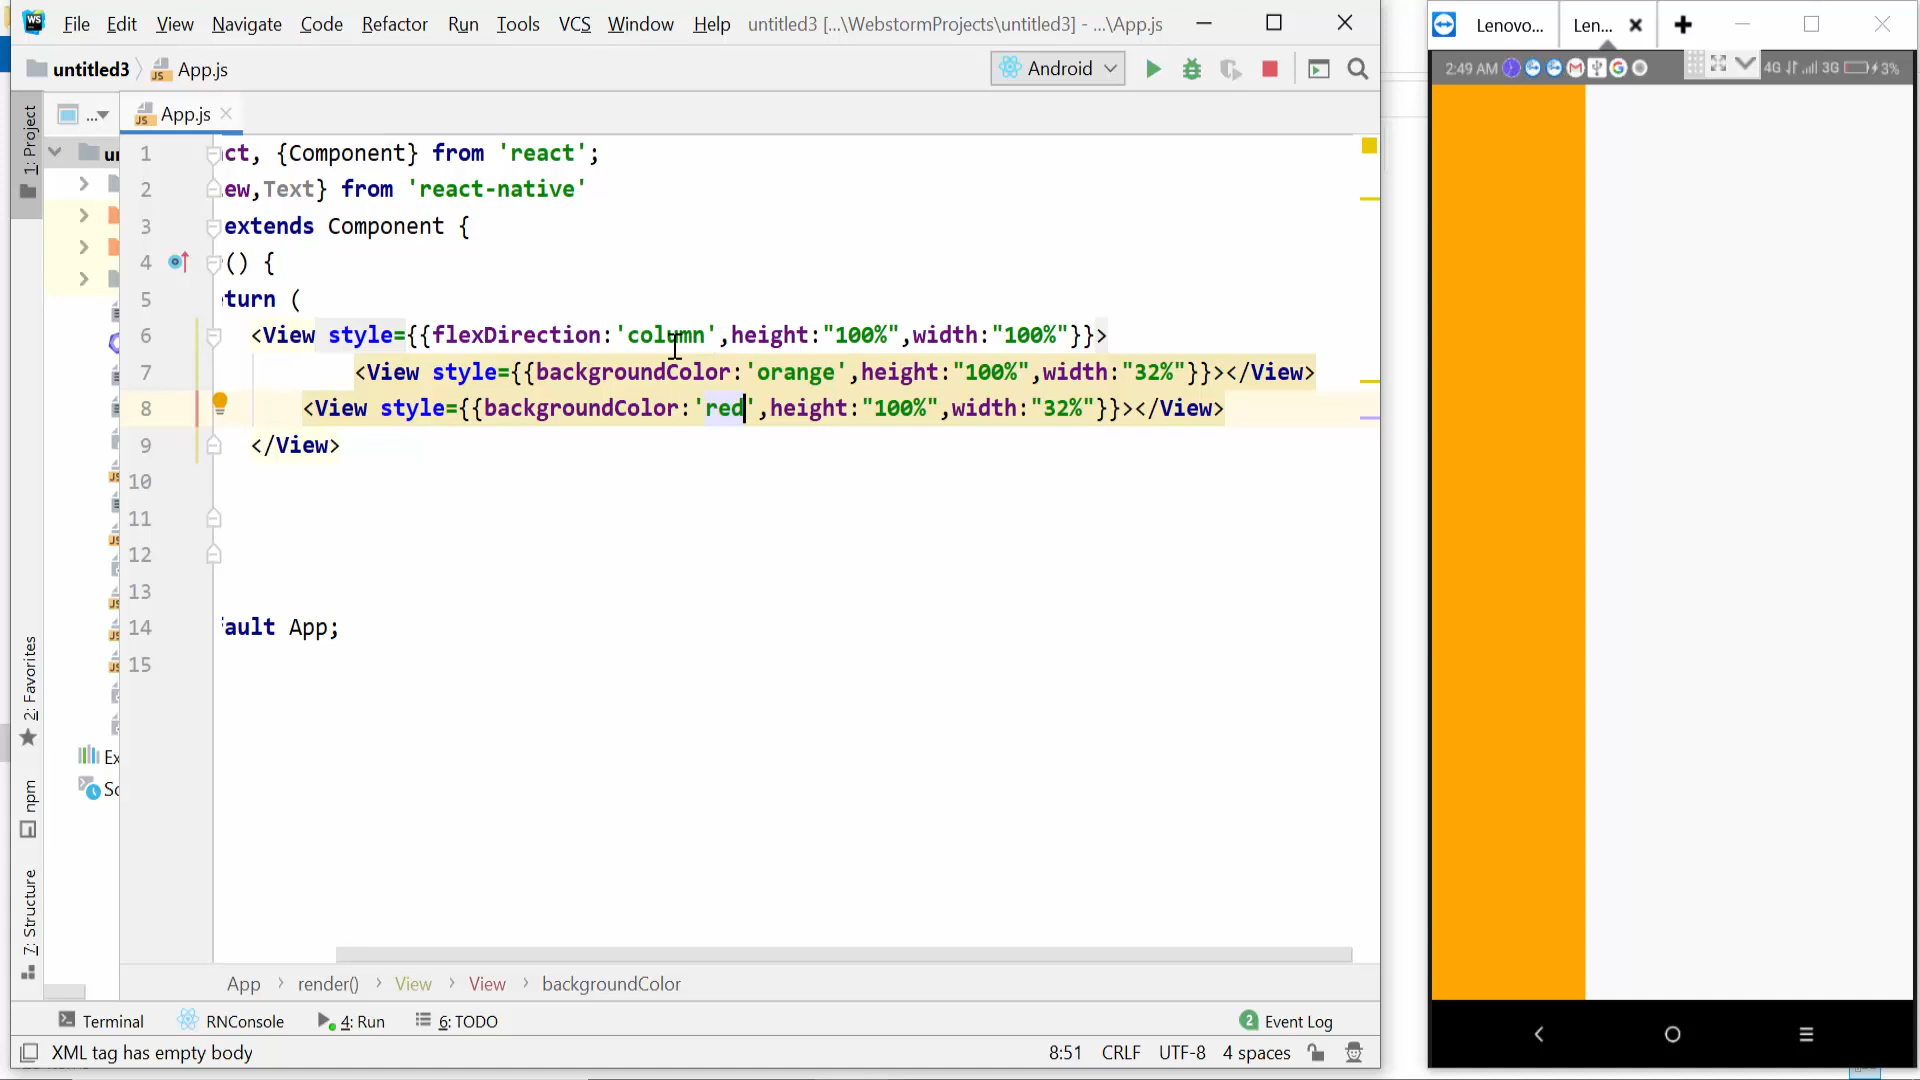 File Edit View Navigate Code Refactor Run Tools VCS Window Help untitled3 [...\WebstormProjects\untitled3] - ...\App.js
untitled3 App.js Android
1: Project
...
App.js
un
1 ct, {Component} from 'react';
2 ew,Text} from 'react-native'
3 extends Component {
4 () {
5 turn (
6 <View style={{flexDirection:'column',height:"100%",width:"100%"}}>
7 <View style={{backgroundColor:'orange',height:"100%",width:"32%"}}></View>
8 <View style={{backgroundColor:'red',height:"100%",width:"32%"}}></View>
9 </View>
10
11
12
13
14 ault App;
15
Ex
Sc
2: Favorites
npm
7: Structure
App render() View View backgroundColor
Terminal RNConsole 4: Run 6: TODO 2 Event Log
XML tag has empty body 8:51 CRLF UTF-8 4 spaces
Lenovo... Len...
2:49 AM 4G 3G 3%